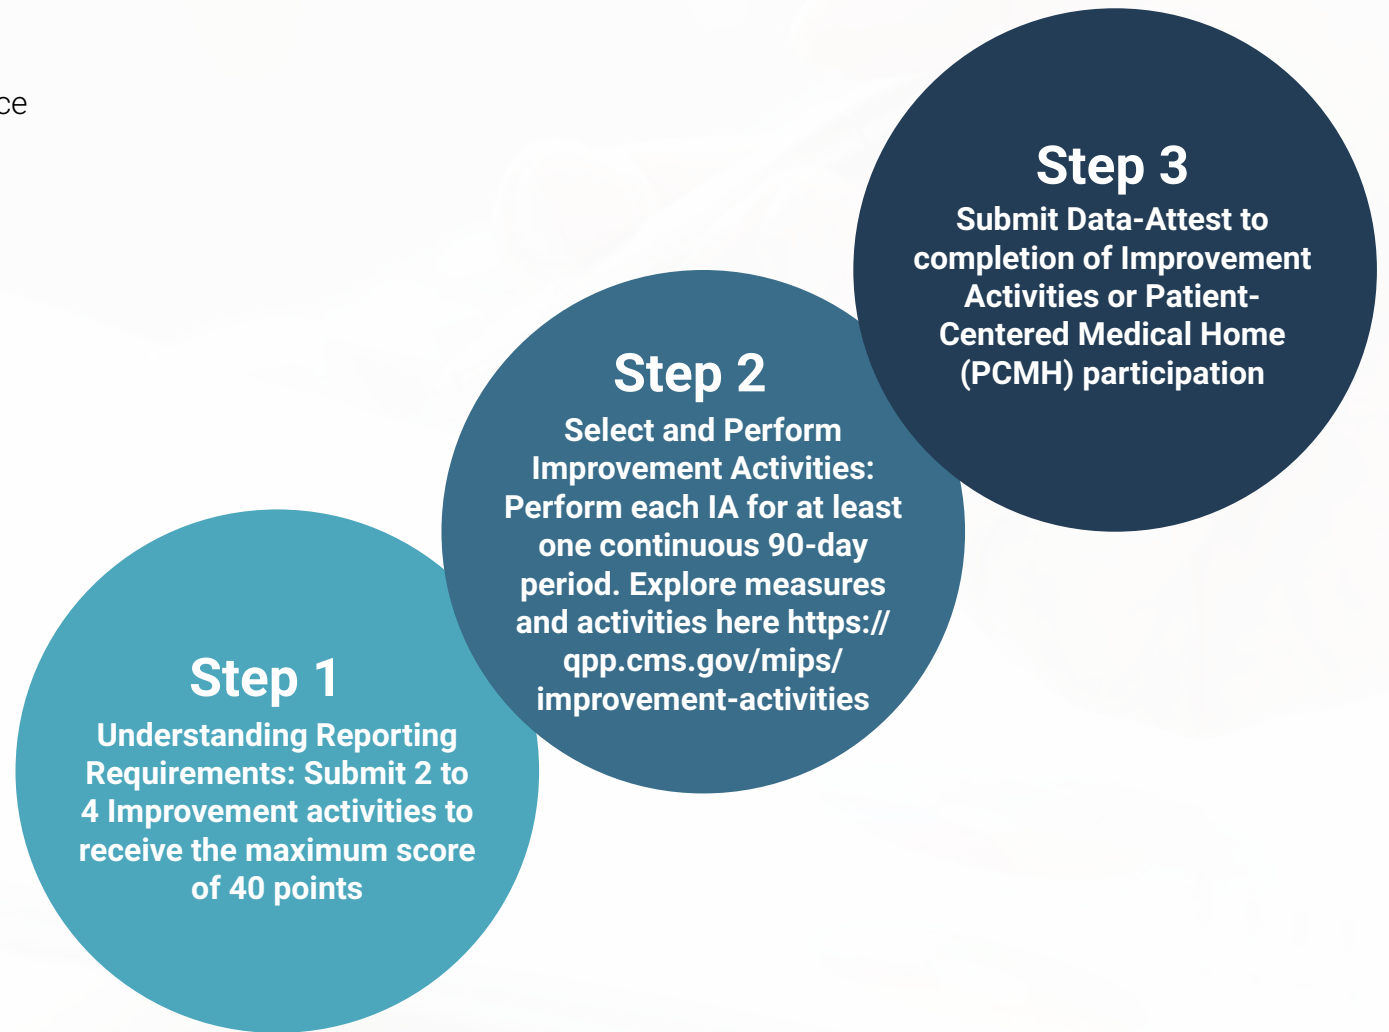 Step 1
Understanding Reporting
Requirements: Submit 2 to
4 Improvement activities to
receive the maximum score
of 40 points
Step 2
Select and Perform
Improvement Activities:
Perform each IA for at least
one continuous 90-day
period. Explore measures
and activities here https://
qpp.cms.gov/mips/
improvement-activities
Step 3
Submit Data-Attest to
completion of Improvement
Activities or Patient-
Centered Medical Home
(PCMH) participation